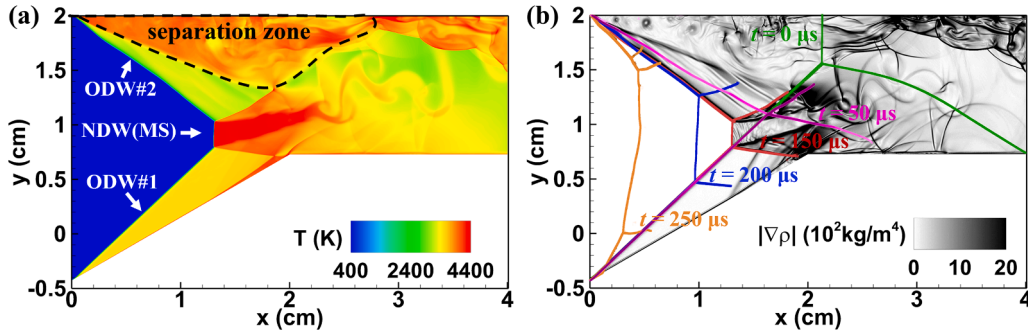 (a)
2
1.5
1
0.5
0
-0.5
y (cm)
0
1
2
3
4
x (cm)
separation zone
ODW#2
NDW(MS)
ODW#1
T (K)
400
2400
4400
(b)
2
1.5
1
0.5
0
-0.5
y (cm)
0
1
2
3
4
x (cm)
t = 0 μs
t = 50 μs
t = 150 μs
t = 200 μs
t = 250 μs
|∇ρ| (10²kg/m⁴)
0
10
20